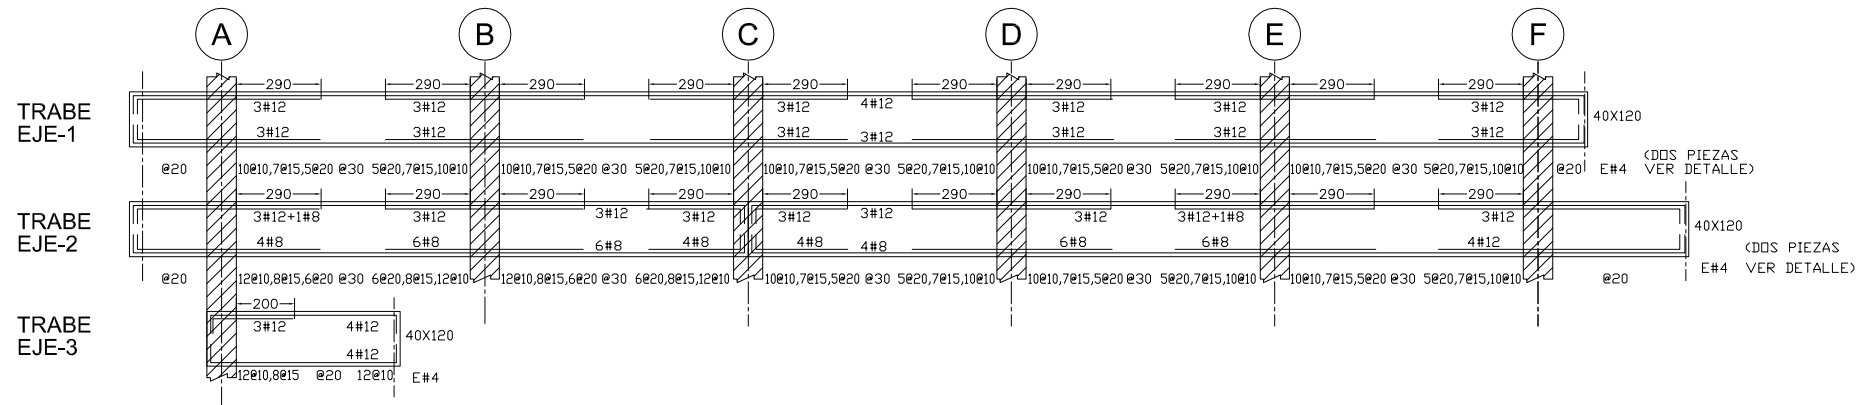 A B C D E F
290 290 290 290 290 290 290 290 290 290
TRABE
EJE-1
3#12 3#12 3#12 4#12 3#12 3#12 3#12
40X120
3#12 3#12 3#12 3#12 3#12 3#12 3#12
(DOS PIEZAS
VER DETALLE)
@20 10@10,7@15,5@20 @30 5@20,7@15,10@10 10@10,7@15,5@20 @30 5@20,7@15,10@10 10@10,7@15,5@20 @30 5@20,7@15,10@10 10@10,7@15,5@20 @30 5@20,7@15,10@10 10@10,7@15,5@20 @30 5@20,7@15,10@10 @20 E#4
290 290 290 290 290 290 290 290 290 290
TRABE
EJE-2
3#12+1#8 3#12 3#12 3#12 3#12 3#12 3#12 3#12+1#8 3#12
40X120
4#8 6#8 6#8 4#8 4#8 4#8 6#8 6#8 4#12
(DOS PIEZAS
VER DETALLE)
@20 12@10,8@15,6@20 @30 6@20,8@15,12@10 12@10,8@15,6@20 @30 6@20,8@15,12@10 10@10,7@15,5@20 @30 5@20,7@15,10@10 10@10,7@15,5@20 @30 5@20,7@15,10@10 10@10,7@15,5@20 @30 5@20,7@15,10@10 @20 E#4
200
TRABE
EJE-3
3#12 4#12
40X120
4#12
12@10,8@15 @20 12@10 E#4